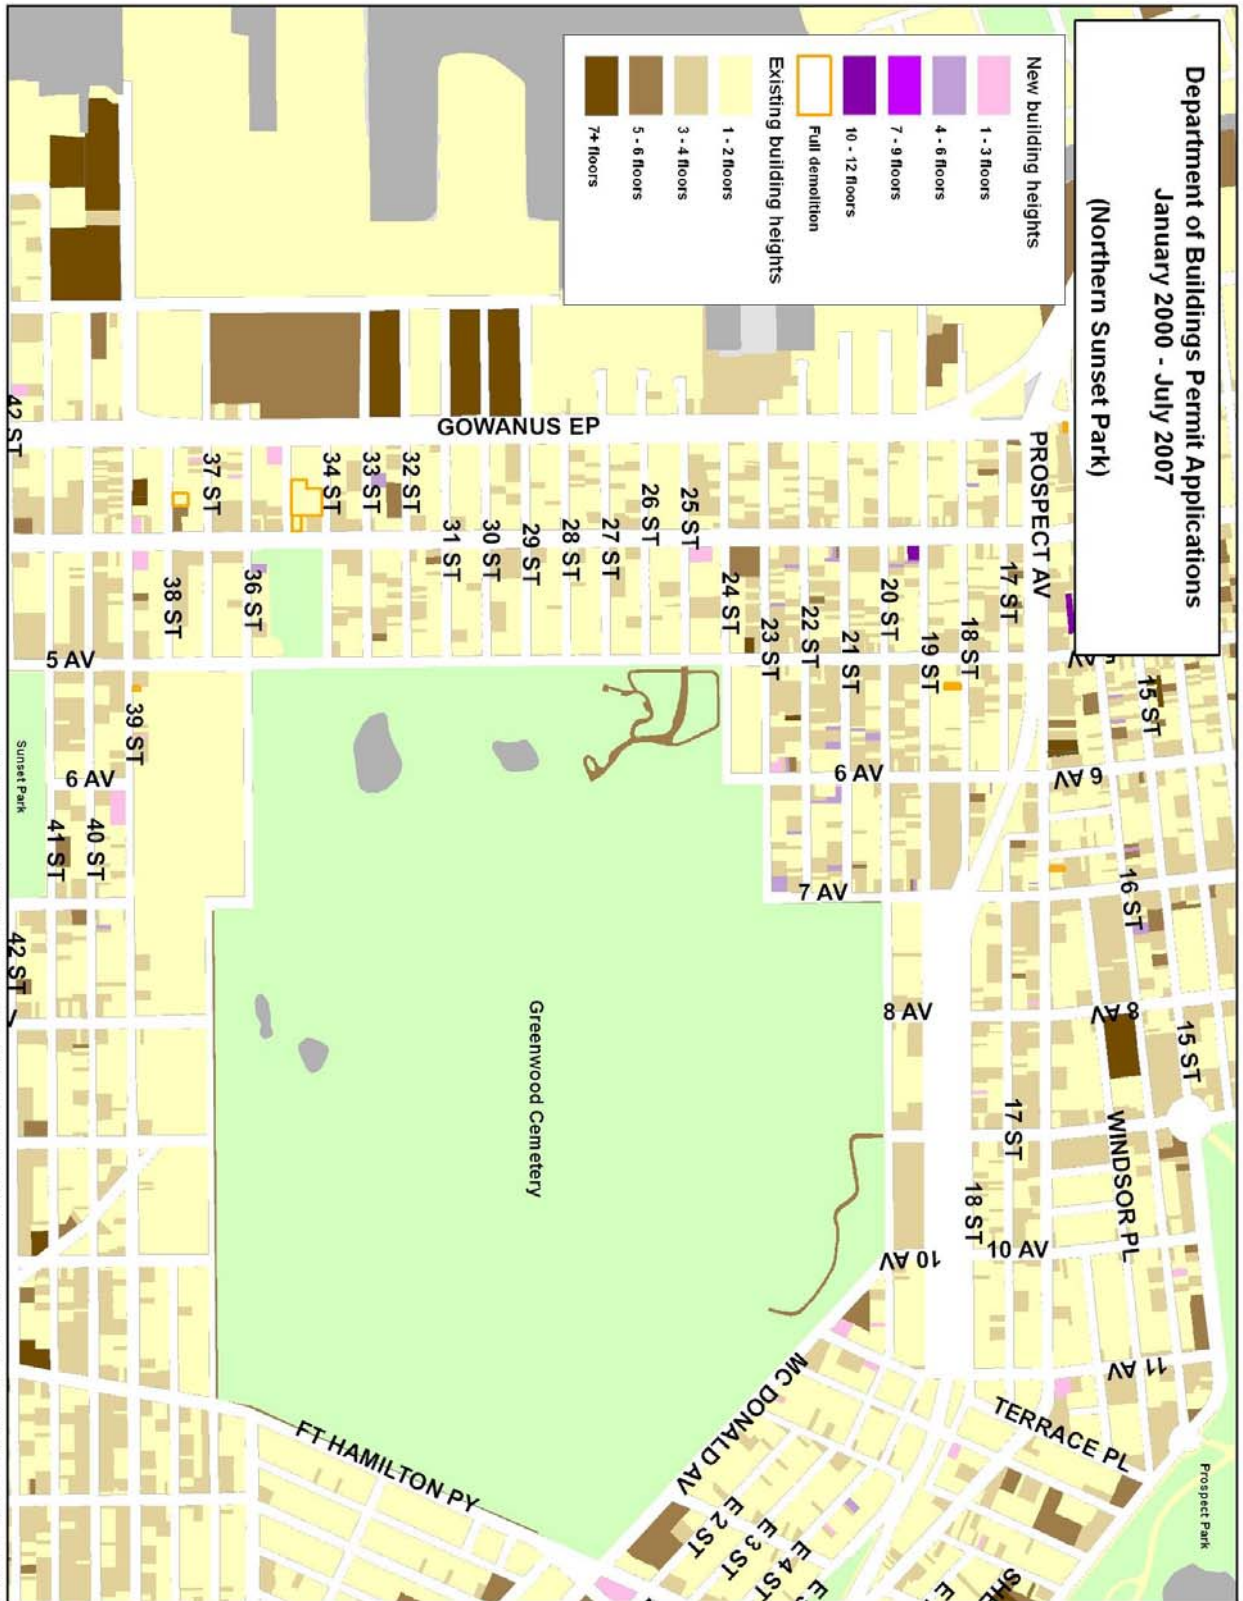 Department of Buildings Permit Applications
January 2000 - July 2007
(Northern Sunset Park)
New building heights
1 - 3 floors
4 - 6 floors
7 - 9 floors
10 - 12 floors
Full demolition
Existing building heights
1 - 2 floors
3 - 4 floors
5 - 6 floors
7+ floors
GOWANUS EP
PROSPECT AV
42 ST
37 ST
34 ST
33 ST
32 ST
31 ST
30 ST
29 ST
28 ST
27 ST
26 ST
25 ST
24 ST
23 ST
22 ST
21 ST
20 ST
19 ST
18 ST
17 ST
38 ST
36 ST
5 AV
15 ST
39 ST
Sunset Park
6 AV
6 AV
6 AV
41 ST
40 ST
7 AV
16 ST
42 ST
8 AV
8 AV
15 ST
Greenwood Cemetery
17 ST
WINDSOR PL
18 ST
10 AV
10 AV
11 AV
MC DONALD AV
TERRACE PL
FT HAMILTON PY
Prospect Park
E 2 ST
E 3 ST
E 4 ST